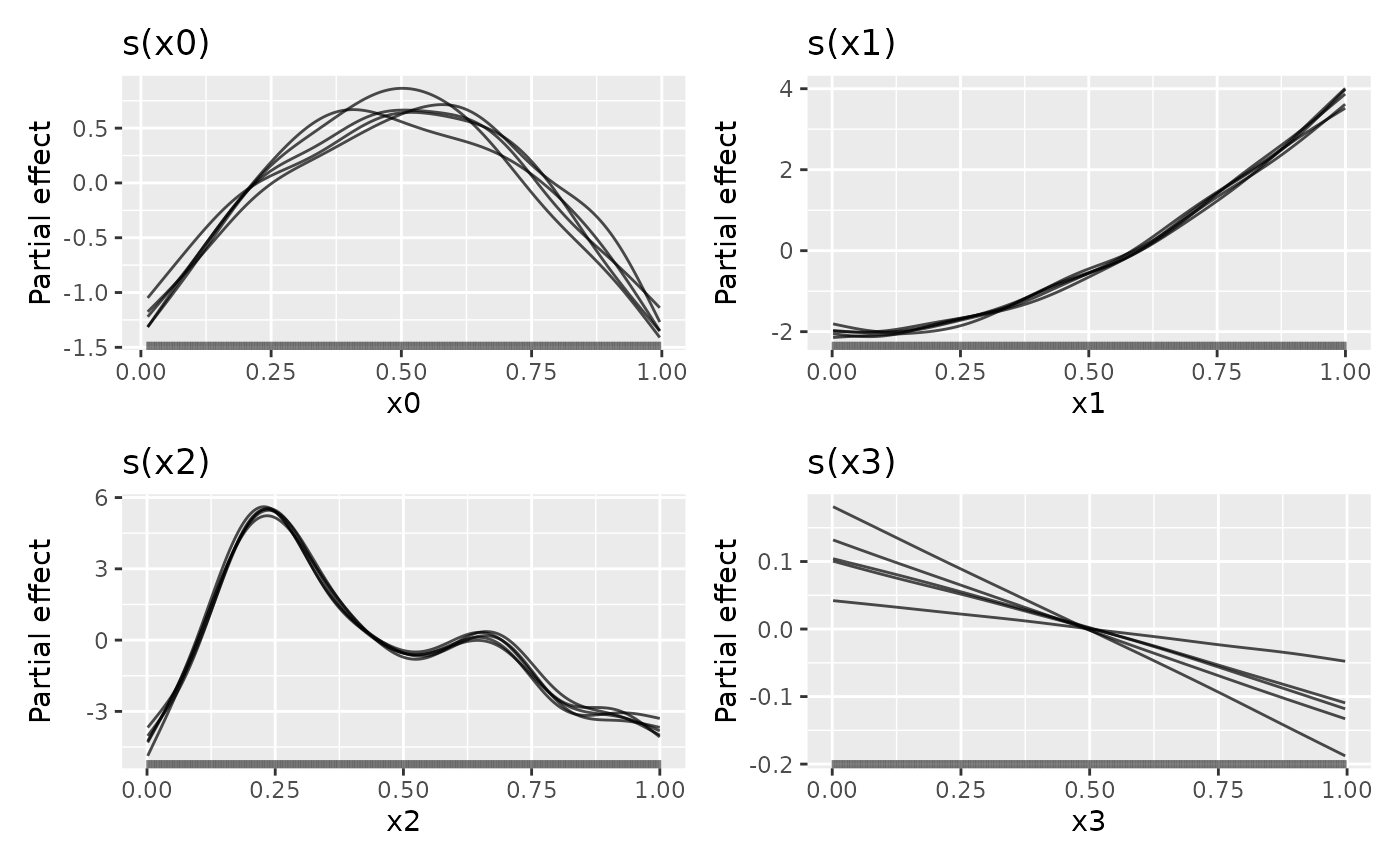 s(x0)
Partial effect
0.5
0.0
-0.5
-1.0
-1.5
0.00 0.25 0.50 0.75 1.00
x0
s(x1)
Partial effect
4
2
0
-2
0.00 0.25 0.50 0.75 1.00
x1
s(x2)
Partial effect
6
3
0
-3
0.00 0.25 0.50 0.75 1.00
x2
s(x3)
Partial effect
0.1
0.0
-0.1
-0.2
0.00 0.25 0.50 0.75 1.00
x3